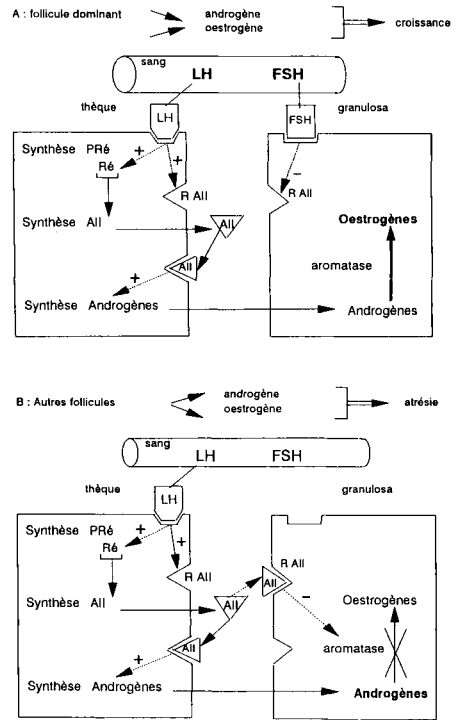 A : follicule dominant
androgène
oestrogène
croissance
sang
LH FSH
thèque granulosa
LH
FSH
Synthèse PRé
+
+
–
Ré
R AII
R AII
Synthèse AII
AII
Oestrogènes
AII
aromatase
+
Synthèse Androgènes
Androgènes
B : Autres follicules
androgène
oestrogène
atrésie
sang
LH FSH
thèque granulosa
LH
Synthèse PRé
+
+
Ré
R AII
R AII
AII
–
Synthèse AII
AII
Oestrogènes
AII
aromatase
+
Synthèse Androgènes
Androgènes